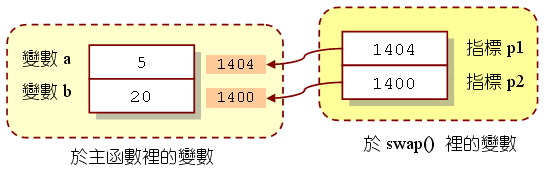 變數 a 5 1404
變數 b 20 1400
於主函數裡的變數
1404 指標 p1
1400 指標 p2
於 swap() 裡的變數